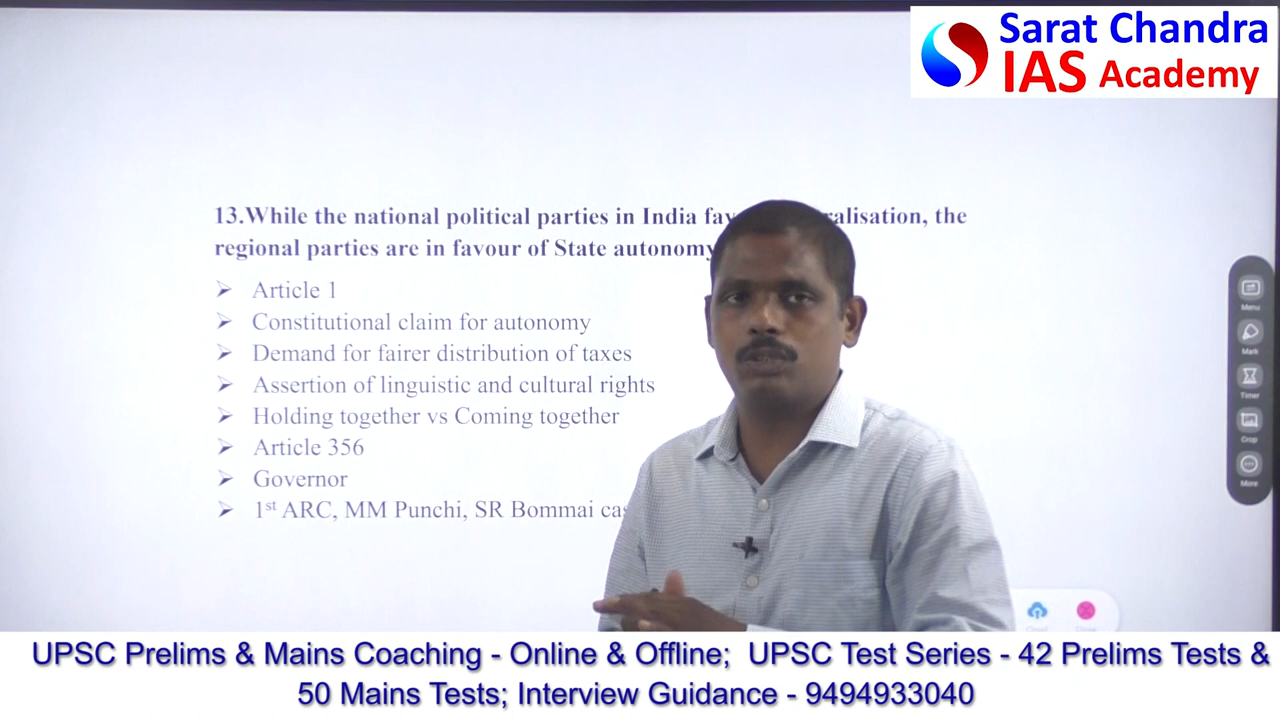 Sarat Chandra
IAS Academy
13.While the national political parties in India
regional parties are in favour of State autonomy
the
➢ Article 1
➢ Constitutional claim for autonomy
➢ Demand for fairer distribution of taxes
➢ Assertion of linguistic and cultural rights
➢ Holding together vs Coming together
➢ Article 356
➢ Governor
➢ 1st ARC, MM Punchi, SR Bommai
Menu
Mark
Timer
Crop
More
UPSC Prelims & Mains Coaching - Online & Offline; UPSC Test Series - 42 Prelims Tests &
50 Mains Tests; Interview Guidance - 9494933040